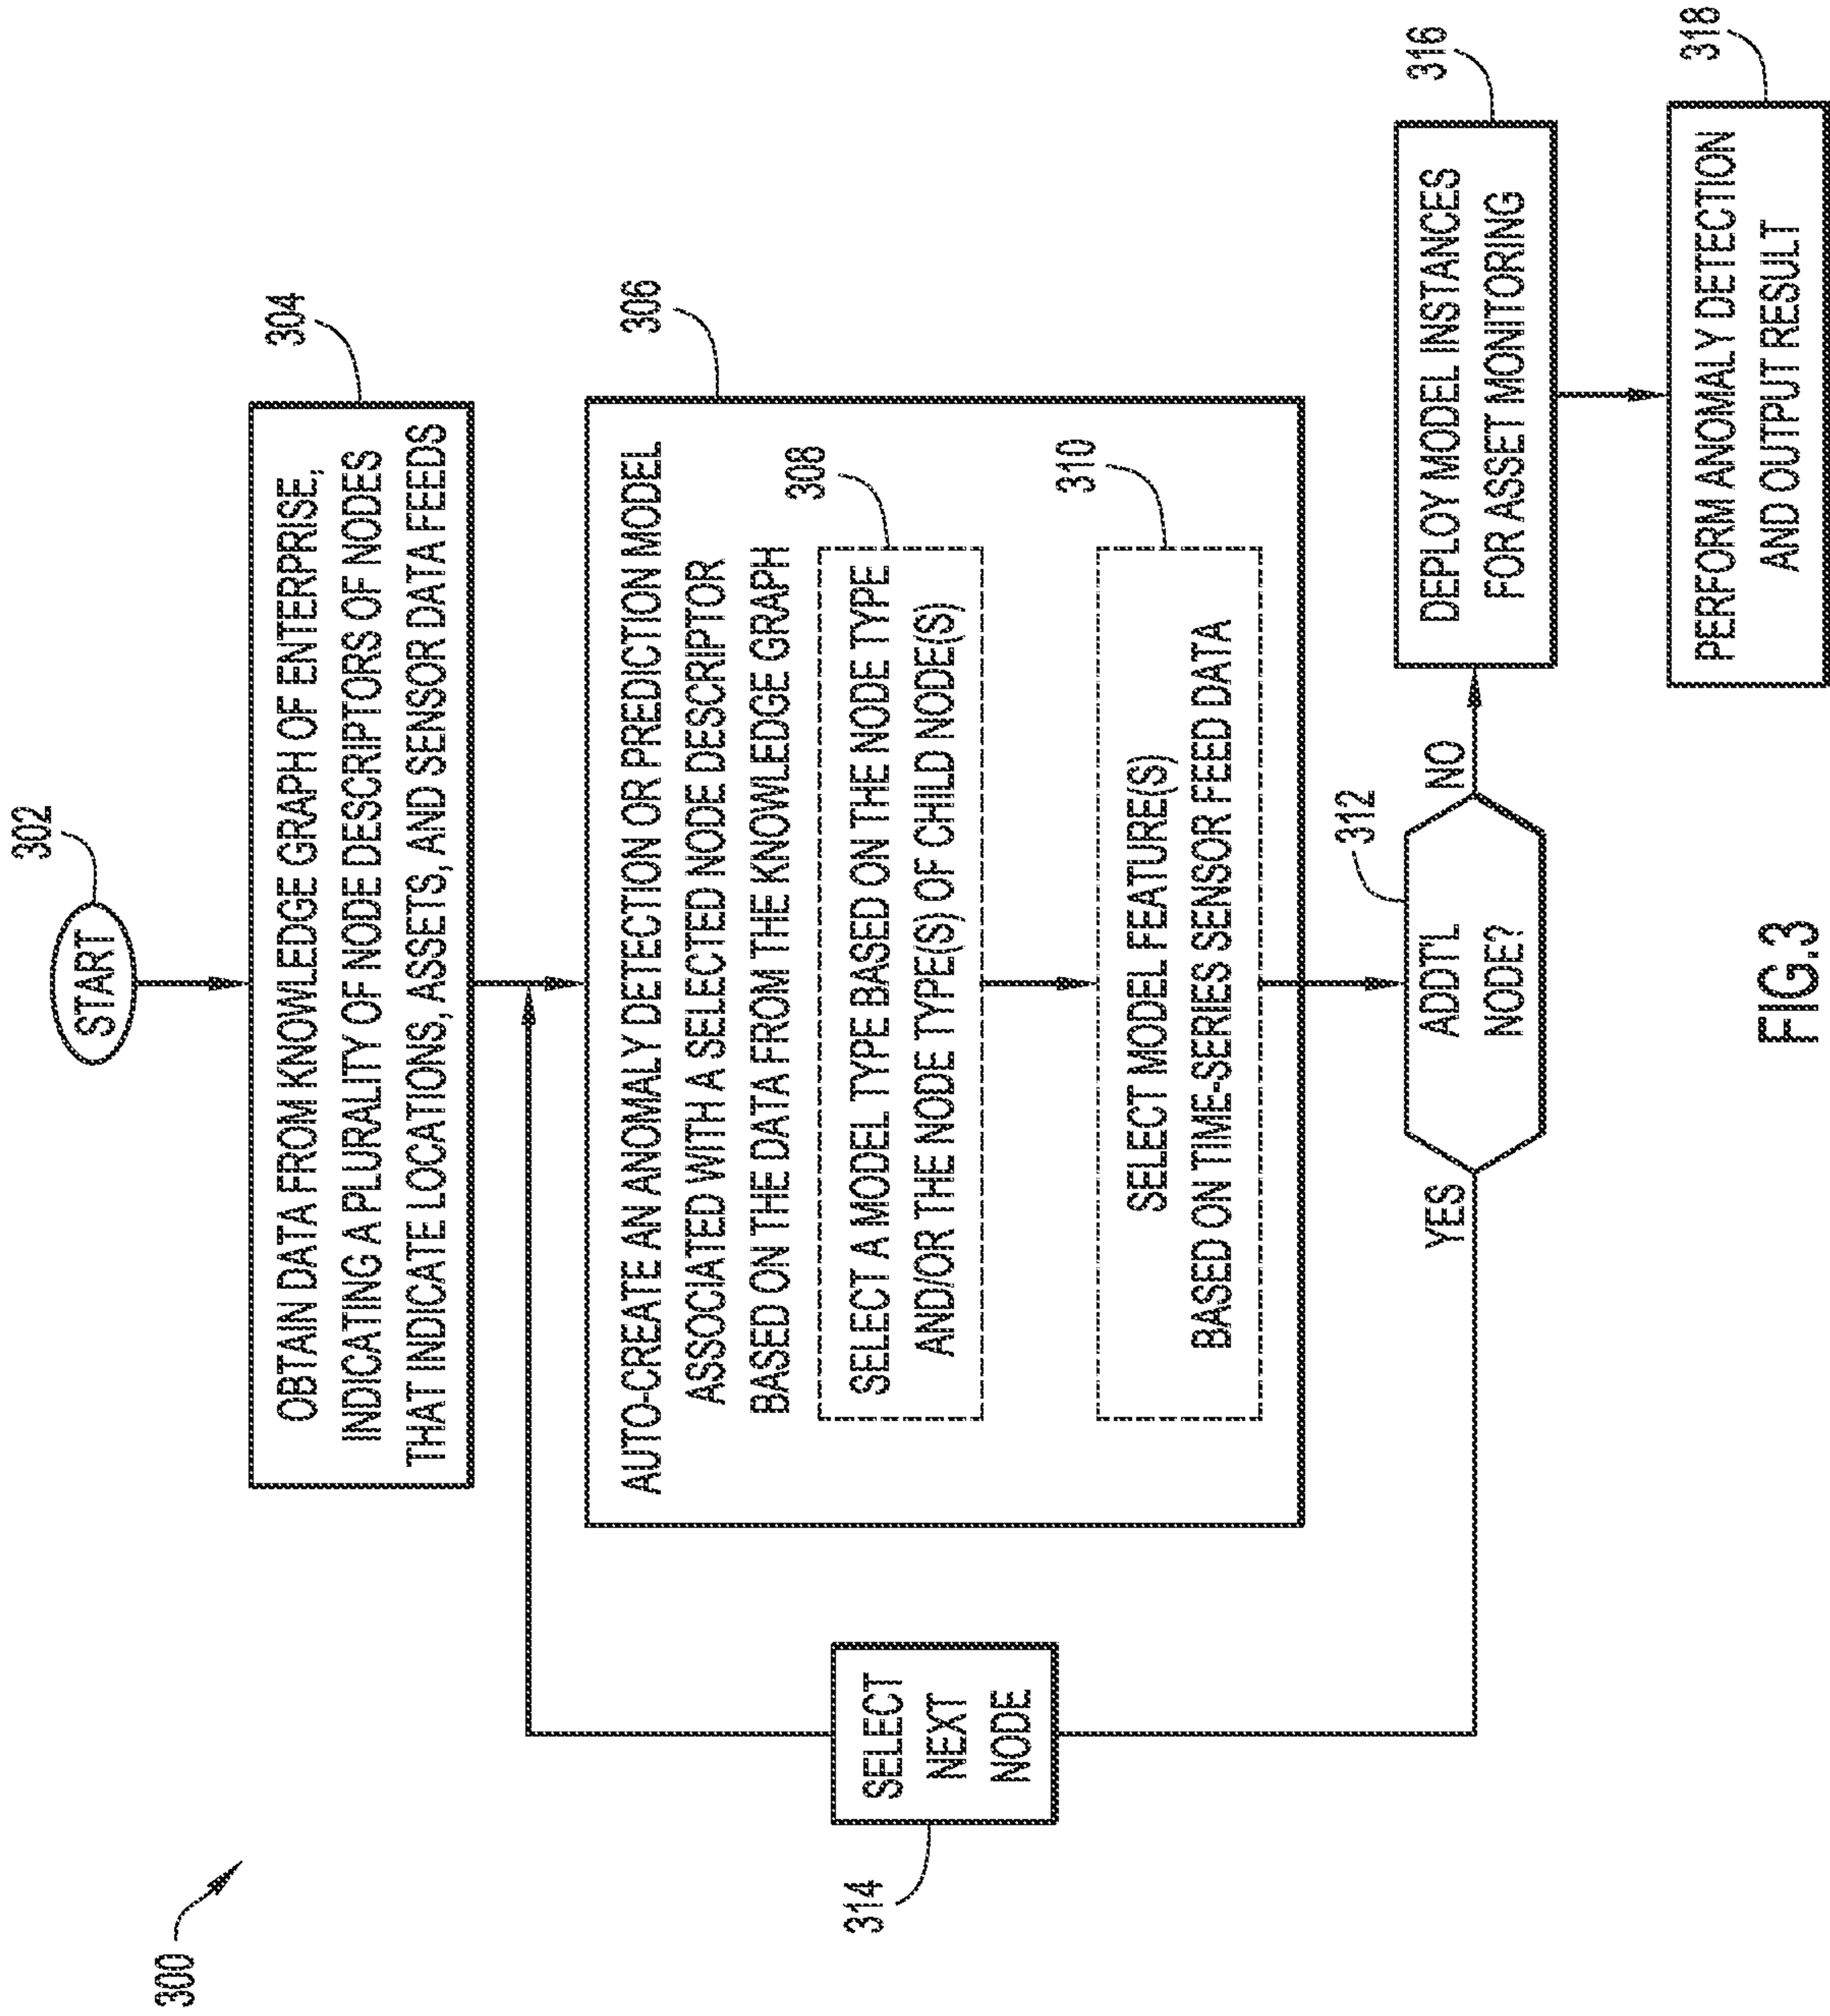 300
302
START
304
OBTAIN DATA FROM KNOWLEDGE GRAPH OF ENTERPRISE,
INDICATING A PLURALITY OF NODE DESCRIPTORS OF NODES
THAT INDICATE LOCATIONS, ASSETS, AND SENSOR DATA FEEDS
306
AUTO-CREATE AN ANOMALY DETECTION OR PREDICTION MODEL
ASSOCIATED WITH A SELECTED NODE DESCRIPTOR
BASED ON THE DATA FROM THE KNOWLEDGE GRAPH
308
SELECT A MODEL TYPE BASED ON THE NODE TYPE
AND/OR THE NODE TYPE(S) OF CHILD NODE(S)
310
SELECT MODEL FEATURE(S)
BASED ON TIME-SERIES SENSOR FEED DATA
314
SELECT
NEXT
NODE
312
ADDT'L
NODE?
YES
NO
316
DEPLOY MODEL INSTANCES
FOR ASSET MONITORING
318
PERFORM ANOMALY DETECTION
AND OUTPUT RESULT
FIG.3